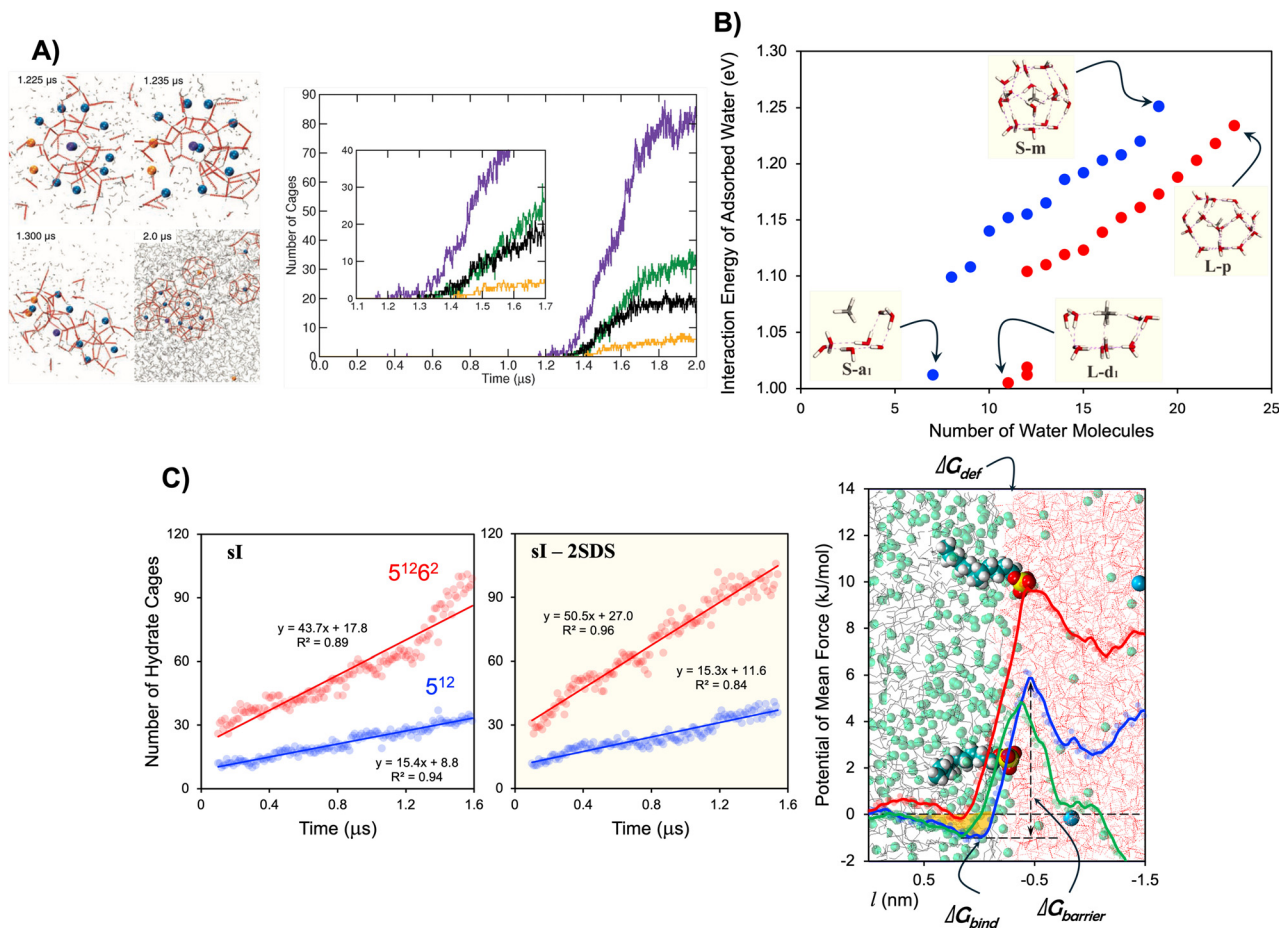 A)
1.225 µs
1.235 µs
1.300 µs
2.0 µs
Number of Cages
90
80
70
60
50
40
30
20
10
0
0.0 0.2 0.4 0.6 0.8 1.0 1.2 1.4 1.6 1.8 2.0
Time (µs)
40
30
20
10
0
1.1 1.2 1.3 1.4 1.5 1.6 1.7
B)
Interaction Energy of Adsorbed Water (eV)
1.30
1.25
1.20
1.15
1.10
1.05
1.00
0 5 10 15 20 25
Number of Water Molecules
S-m
L-p
S-a1
L-d1
C)
Number of Hydrate Cages
120
90
60
30
0
sI
5¹²6²
y = 43.7x + 17.8
R² = 0.89
5¹²
y = 15.4x + 8.8
R² = 0.94
0 0.4 0.8 1.2 1.6
Time (µs)
120
90
60
30
0
sI – 2SDS
y = 50.5x + 27.0
R² = 0.96
y = 15.3x + 11.6
R² = 0.84
0 0.4 0.8 1.2 1.6
Time (µs)
ΔG_def
Potential of Mean Force (kJ/mol)
14
12
10
8
6
4
2
0
-2
0.5 -0.5 -1.5
l (nm)
ΔG_bind
ΔG_barrier